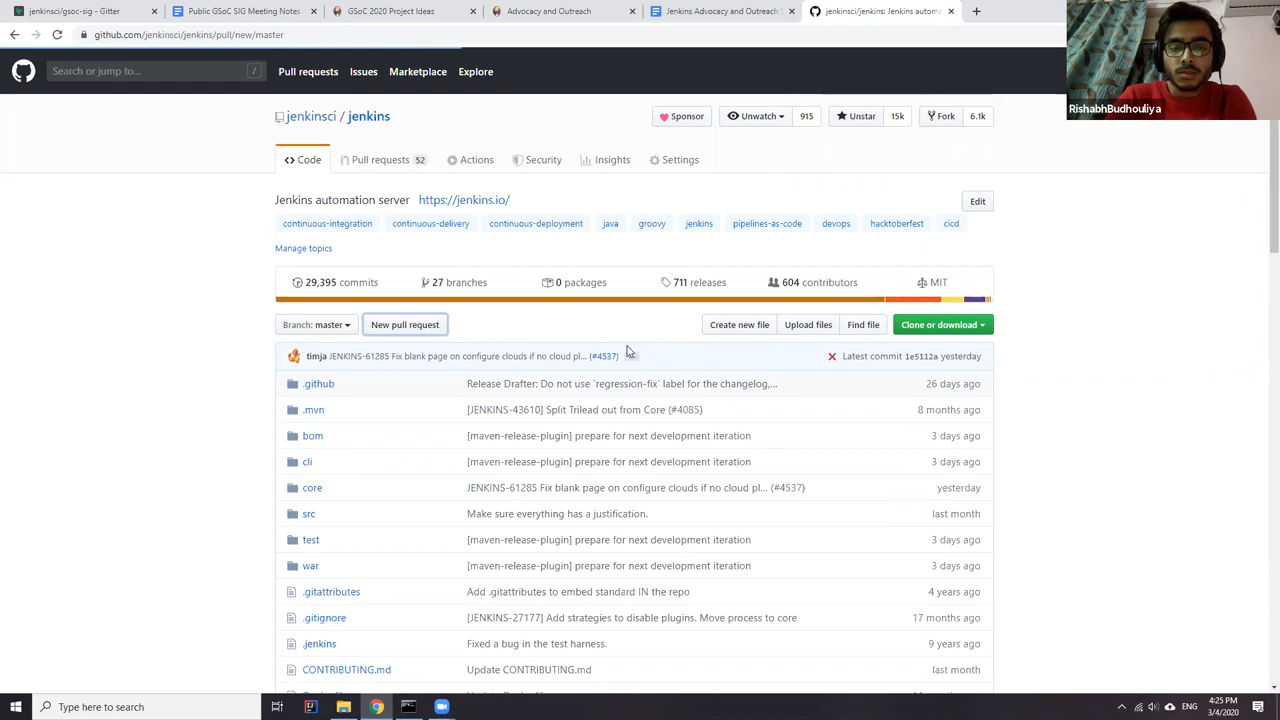 jenkinsci/gsoc-sig - Gitter
Public GSoC SIG Meeting Notes -
GSoC 2020 Project Ideas
Advocacy and Outreach
Jenkins Advocacy and Outreach S
jenkinsci/jenkins: Jenkins autom
github.com/jenkinsci/jenkins/pull/new/master
Search or jump to... /
Pull requests Issues Marketplace Explore
RishabhBudhouliya
jenkinsci / jenkins
Sponsor Unwatch 915 Unstar 15k Fork 6.1k
Code Pull requests 52 Actions Security Insights Settings
Jenkins automation server https://jenkins.io/ Edit
continuous-integration continuous-delivery continuous-deployment java groovy jenkins pipelines-as-code devops hacktoberfest cicd
Manage topics
29,395 commits 27 branches 0 packages 711 releases 604 contributors MIT
Branch: master New pull request Create new file Upload files Find file Clone or download
timja JENKINS-61285 Fix blank page on configure clouds if no cloud pl... (#4537) Latest commit 1e5112a yesterday
.github Release Drafter: Do not use `regression-fix` label for the changelog,... 26 days ago
.mvn [JENKINS-43610] Split Trilead out from Core (#4085) 8 months ago
bom [maven-release-plugin] prepare for next development iteration 3 days ago
cli [maven-release-plugin] prepare for next development iteration 3 days ago
core JENKINS-61285 Fix blank page on configure clouds if no cloud pl... (#4537) yesterday
src Make sure everything has a justification. last month
test [maven-release-plugin] prepare for next development iteration 3 days ago
war [maven-release-plugin] prepare for next development iteration 3 days ago
.gitattributes Add .gitattributes to embed standard IN the repo 4 years ago
.gitignore [JENKINS-27177] Add strategies to disable plugins. Move process to core 17 months ago
.jenkins Fixed a bug in the test harness. 9 years ago
CONTRIBUTING.md Update CONTRIBUTING.md last month
Type here to search
ENG
4:25 PM
3/4/2020